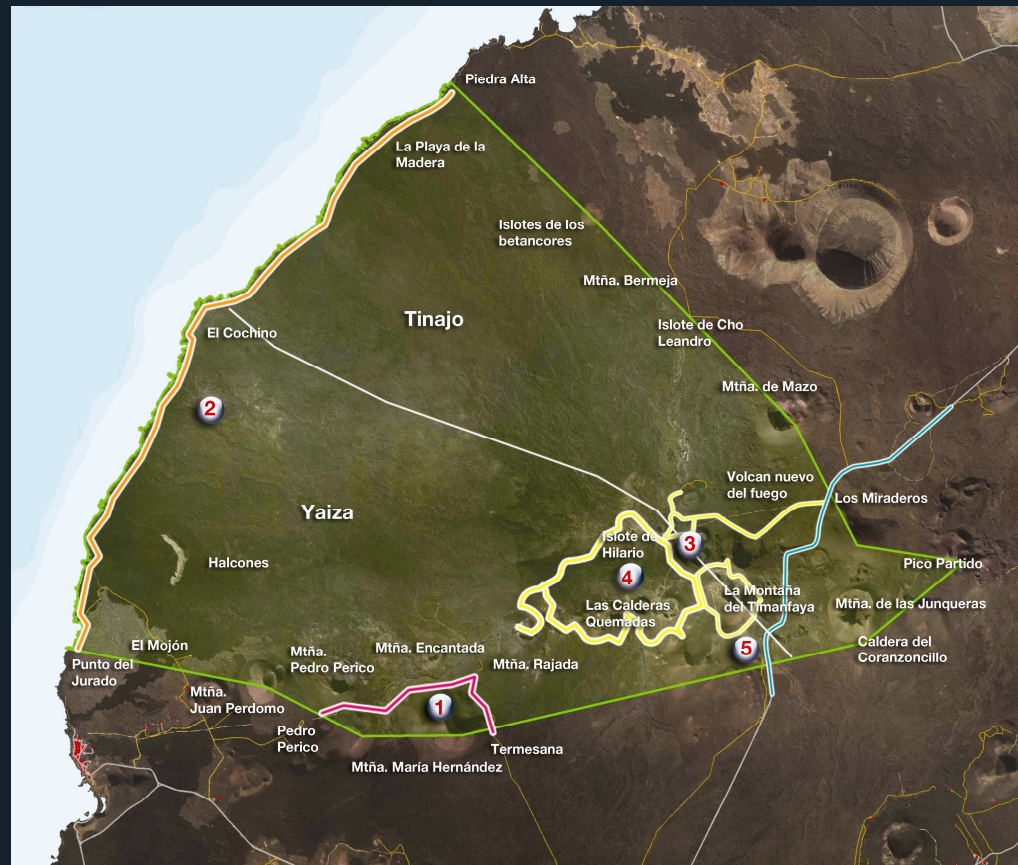 Piedra Alta
La Playa de la
Madera
Islotes de los
betancores
Mtña. Bermeja
Tinajo
Islote de Cho
Leandro
El Cochino
Mtña. de Mazo
2
Volcan nuevo
del fuego
Los Miraderos
Yaiza
Islote de
Hilario
3
Halcones
Pico Partido
4
La Montaña
del Timanfaya
Las Calderas
Quemadas
Mtña. de las Junqueras
El Mojón
Mtña.
Pedro Perico
Mtña. Encantada
5
Caldera del
Coranzoncillo
Punto del
Jurado
Mtña. Rajada
Mtña.
Juan Perdomo
1
Pedro
Perico
Termesana
Mtña. María Hernández